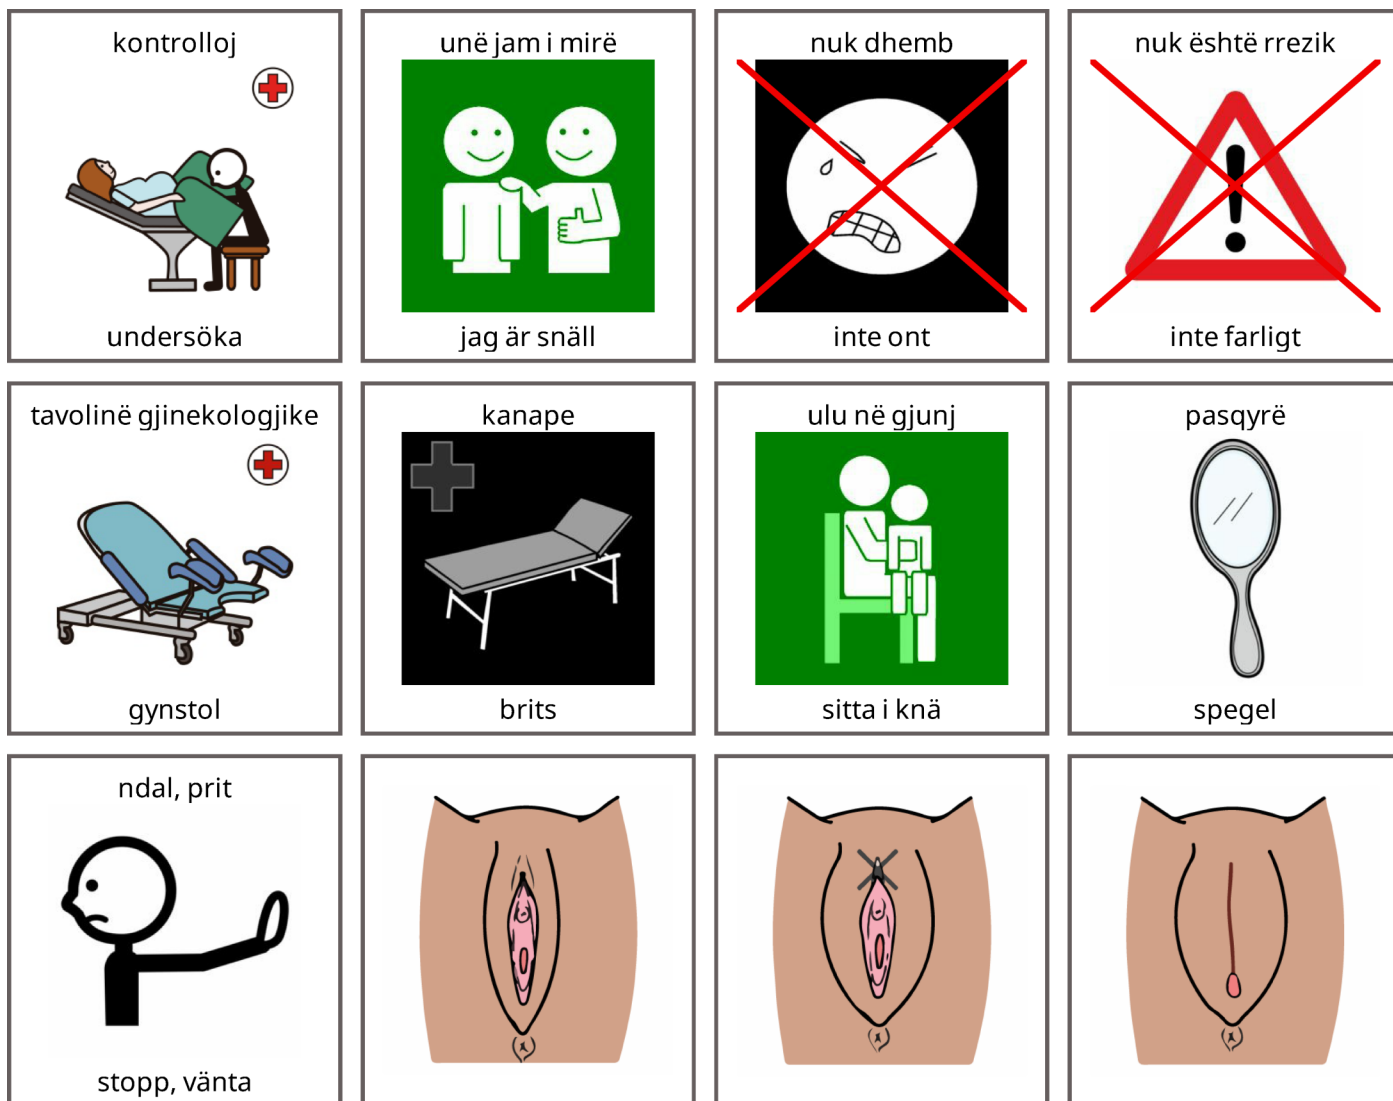 kontrolloj
undersöka
unë jam i mirë
jag är snäll
nuk dhemb
inte ont
nuk është rrezik
inte farligt
tavolinë gjinekologjike
gynstol
kanape
brits
ulu në gjunj
sitta i knä
pasqyrë
spegel
ndal, prit
stopp, vänta